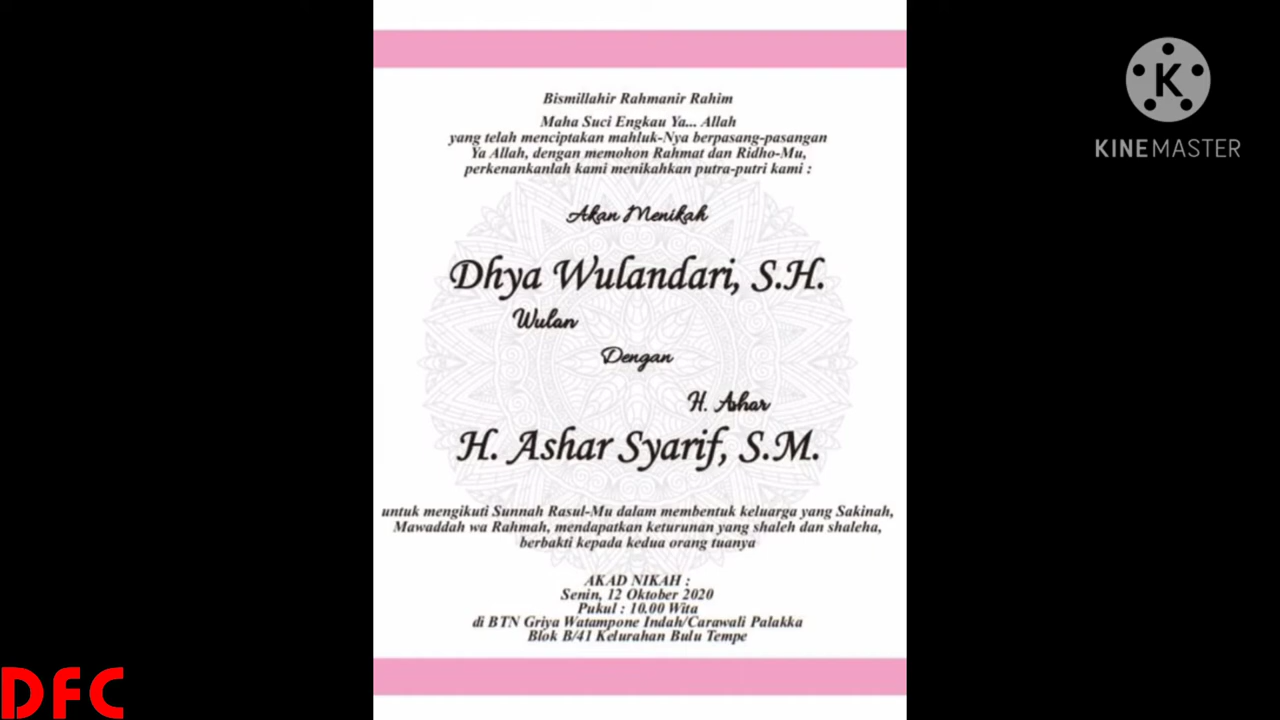 Bismillahir Rahmanir Rahim
Maha Suci Engkau Ya... Allah
yang telah menciptakan mahluk-Nya berpasang-pasangan
Ya Allah, dengan memohon Rahmat dan Ridho-Mu,
perkenankanlah kami menikahkan putra-putri kami :
Akan Menikah
Dhya Wulandari, S.H.
Wulan
Dengan
H. Ashar
H. Ashar Syarif, S.M.
untuk mengikuti Sunnah Rasul-Mu dalam membentuk keluarga yang Sakinah,
Mawaddah wa Rahmah, mendapatkan keturunan yang shaleh dan shaleha,
berbakti kepada kedua orang tuanya
AKAD NIKAH :
Senin, 12 Oktober 2020
Pukul : 10.00 Wita
di BTN Griya Watampone Indah/Carawali Palakka
Blok B/41 Kelurahan Bulu Tempe
K
KINEMASTER
DFC